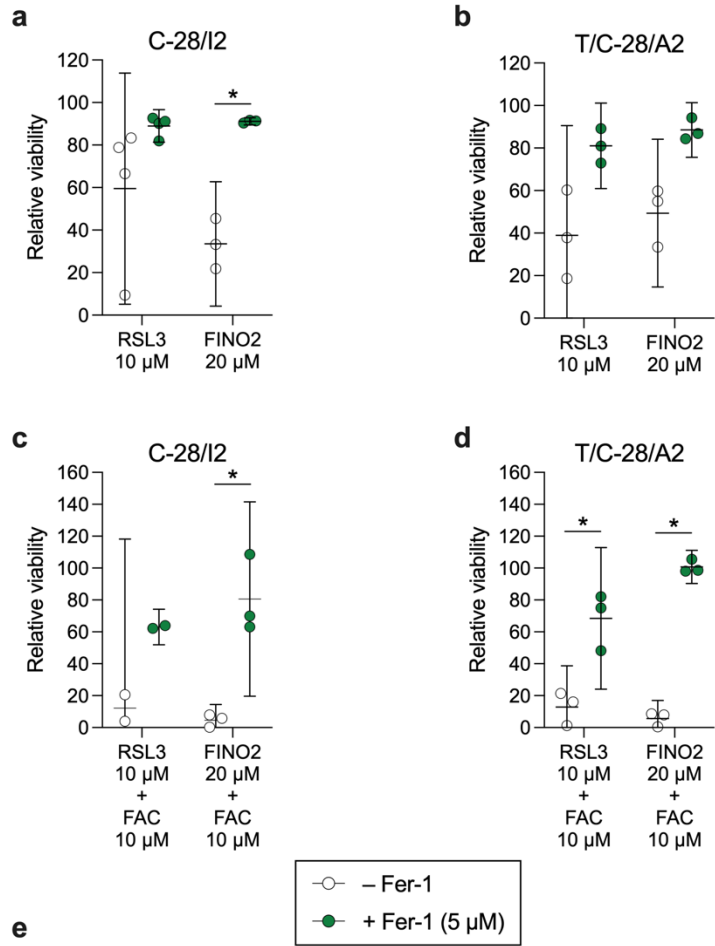 a
C-28/I2
Relative viability
120
100
80
60
40
20
0
*
RSL3
10 µM
FINO2
20 µM
b
T/C-28/A2
Relative viability
120
100
80
60
40
20
0
RSL3
10 µM
FINO2
20 µM
c
C-28/I2
Relative viability
160
140
120
100
80
60
40
20
0
*
RSL3
10 µM
+
FAC
10 µM
FINO2
20 µM
+
FAC
10 µM
d
T/C-28/A2
Relative viability
160
140
120
100
80
60
40
20
0
*
*
RSL3
10 µM
+
FAC
10 µM
FINO2
20 µM
+
FAC
10 µM
– Fer-1
+ Fer-1 (5 µM)
e